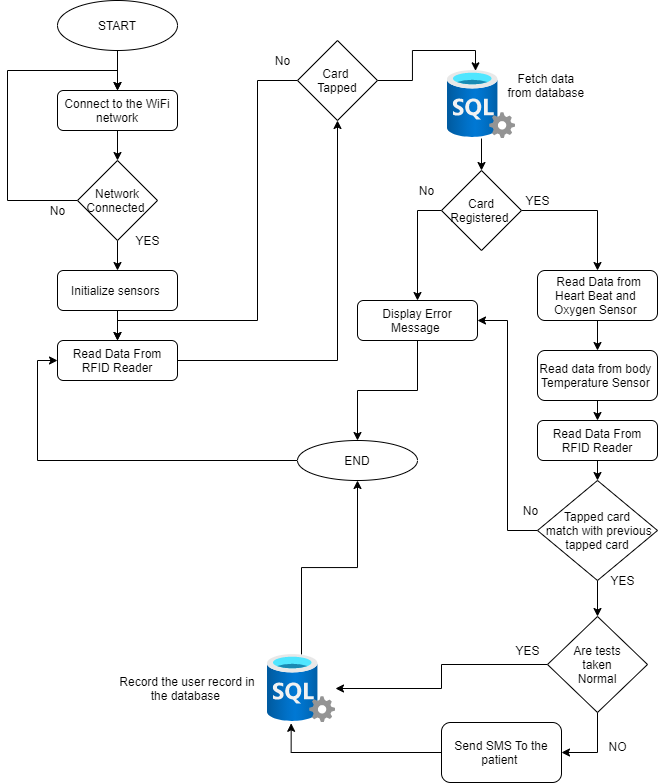 START
Connect to the WiFi
network
Network
Connected
No
YES
Initialize sensors
Read Data From
RFID Reader
No
Card
Tapped
SQL
Fetch data
from database
Card
Registered
No
YES
Display Error
Message
Read Data from
Heart Beat and
Oxygen Sensor
Read data from body
Temperature Sensor
Read Data From
RFID Reader
END
No
Tapped card
match with previous
tapped card
YES
Are tests
taken
Normal
YES
NO
Send SMS To the
patient
Record the user record in
the database
SQL